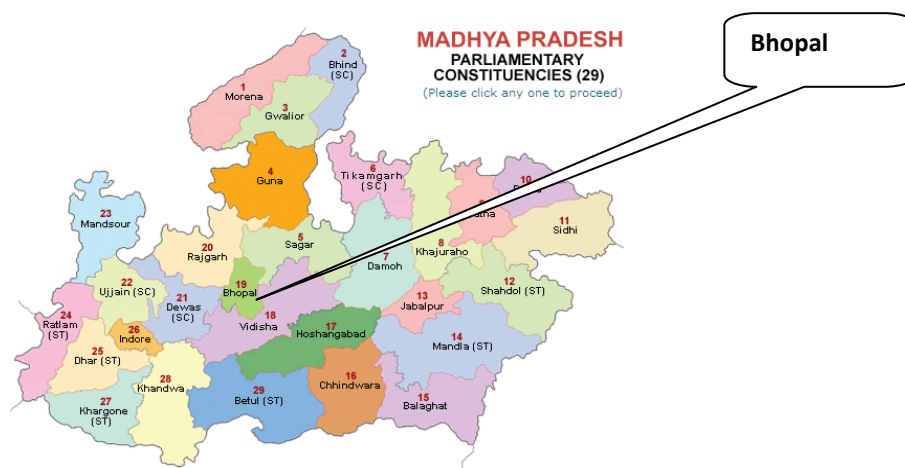 MADHYA PRADESH
PARLIAMENTARY
CONSTITUENCIES (29)
(Please click any one to proceed)
Bhopal
1
Morena
2
Bhind
(SC)
3
Gwalior
4
Guna
5
Sagar
6
Tikamgarh
(SC)
7
Damoh
8
Khajuraho
10
11
Sidhi
12
Shahdol (ST)
13
Jabalpur
14
Mandla (ST)
15
Balaghat
16
Chhindwara
17
Hoshangabad
18
Vidisha
19
Bhopal
20
Rajgarh
21
Dewas
(SC)
22
Ujjain (SC)
23
Mandsour
24
Ratlam
(ST)
25
Dhar (ST)
26
Indore
27
Khargone
(ST)
28
Khandwa
29
Betul (ST)